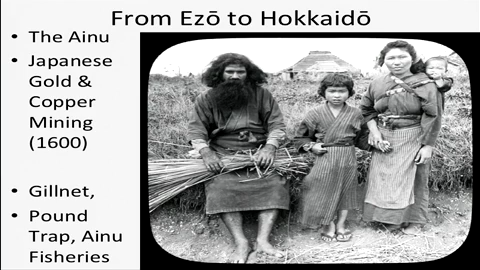 From Ezō to Hokkaidō
• The Ainu
• Japanese
Gold &
Copper
Mining
(1600)
• Gillnet,
• Pound
Trap, Ainu
Fisheries